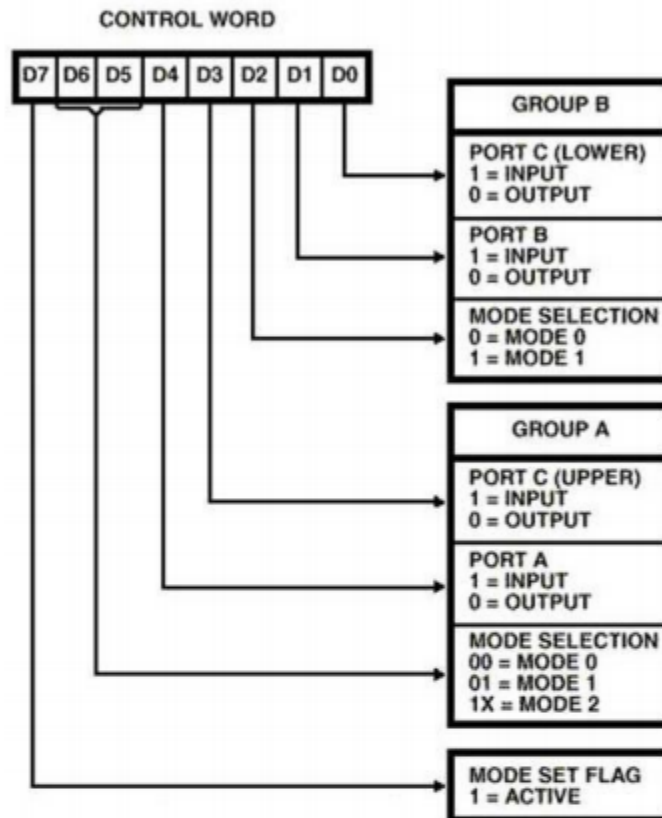 CONTROL WORD
D7 D6 D5 D4 D3 D2 D1 D0
GROUP B
PORT C (LOWER)
1 = INPUT
0 = OUTPUT
PORT B
1 = INPUT
0 = OUTPUT
MODE SELECTION
0 = MODE 0
1 = MODE 1
GROUP A
PORT C (UPPER)
1 = INPUT
0 = OUTPUT
PORT A
1 = INPUT
0 = OUTPUT
MODE SELECTION
00 = MODE 0
01 = MODE 1
1X = MODE 2
MODE SET FLAG
1 = ACTIVE